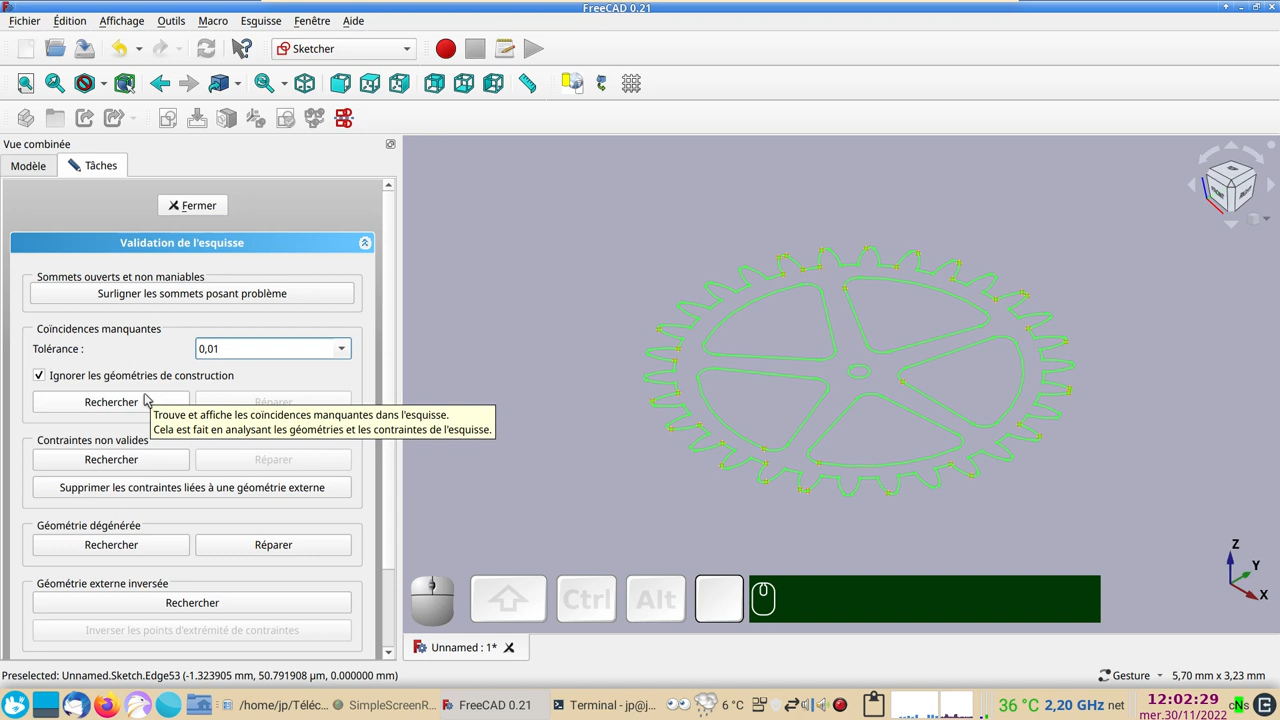 FreeCAD 0.21
Fichier Édition Affichage Outils Macro Esquisse Fenêtre Aide
Sketcher
Vue combinée
Modèle Tâches
Fermer
Validation de l'esquisse
Sommets ouverts et non maniables
Surligner les sommets posant problème
Coïncidences manquantes
Tolérance : 0,01
Ignorer les géométries de construction
Rechercher Réparer
Trouve et affiche les coïncidences manquantes dans l'esquisse.
Cela est fait en analysant les géométries et les contraintes de l'esquisse.
Contraintes non valides
Rechercher Réparer
Supprimer les contraintes liées à une géométrie externe
Géométrie dégénérée
Rechercher Réparer
Géométrie externe inversée
Rechercher
Inverser les points d'extrémité de contraintes
Z
Y
X
Ctrl Alt
Unnamed : 1*
Preselected: Unnamed.Sketch.Edge53 (-1.323905 mm, 50.791908 µm, 0.000000 mm)
Gesture 5,70 mm x 3,23 mm
/home/jp/Téléc... SimpleScreenR... FreeCAD 0.21 Terminal - jp@j... 6 °C 36 °C 2,20 GHz 12:02:29
mer.30/11/2022